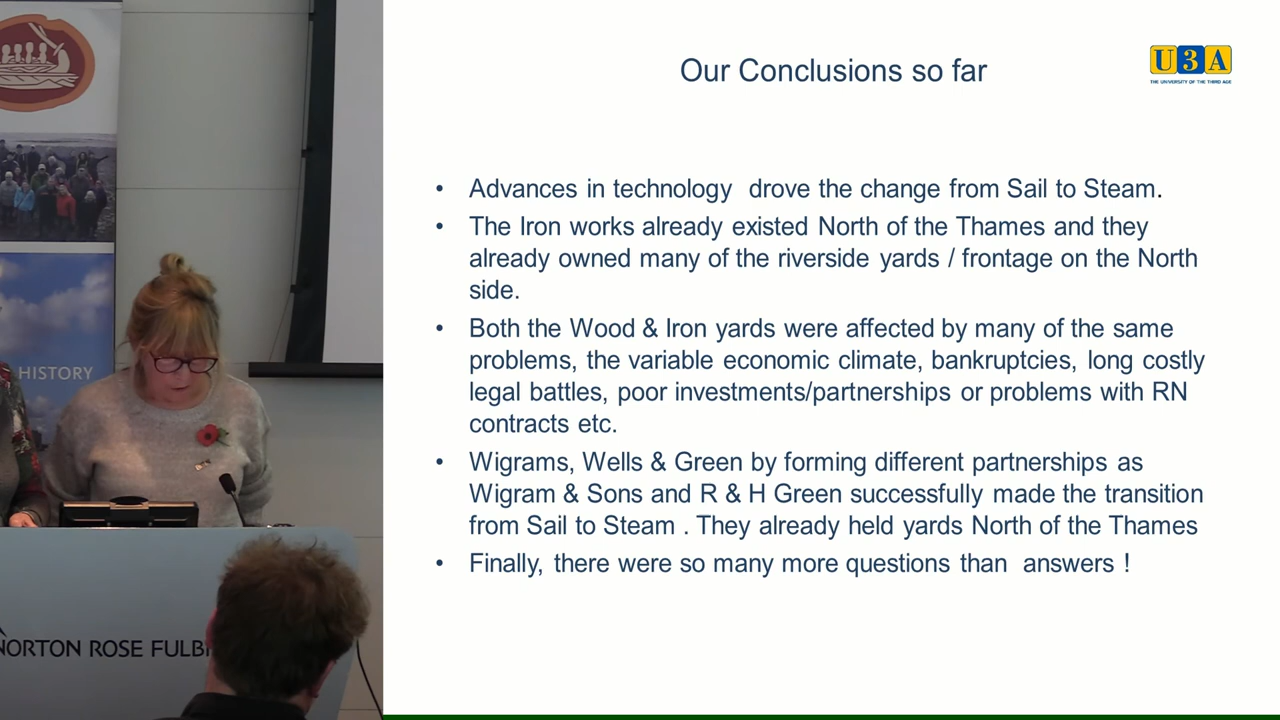 Our Conclusions so far
U3A
THE UNIVERSITY OF THE THIRD AGE
• Advances in technology drove the change from Sail to Steam.
• The Iron works already existed North of the Thames and they
already owned many of the riverside yards / frontage on the North
side.
• Both the Wood & Iron yards were affected by many of the same
problems, the variable economic climate, bankruptcies, long costly
legal battles, poor investments/partnerships or problems with RN
contracts etc.
• Wigrams, Wells & Green by forming different partnerships as
Wigram & Sons and R & H Green successfully made the transition
from Sail to Steam . They already held yards North of the Thames
• Finally, there were so many more questions than answers !
HISTORY
NORTON ROSE FULB